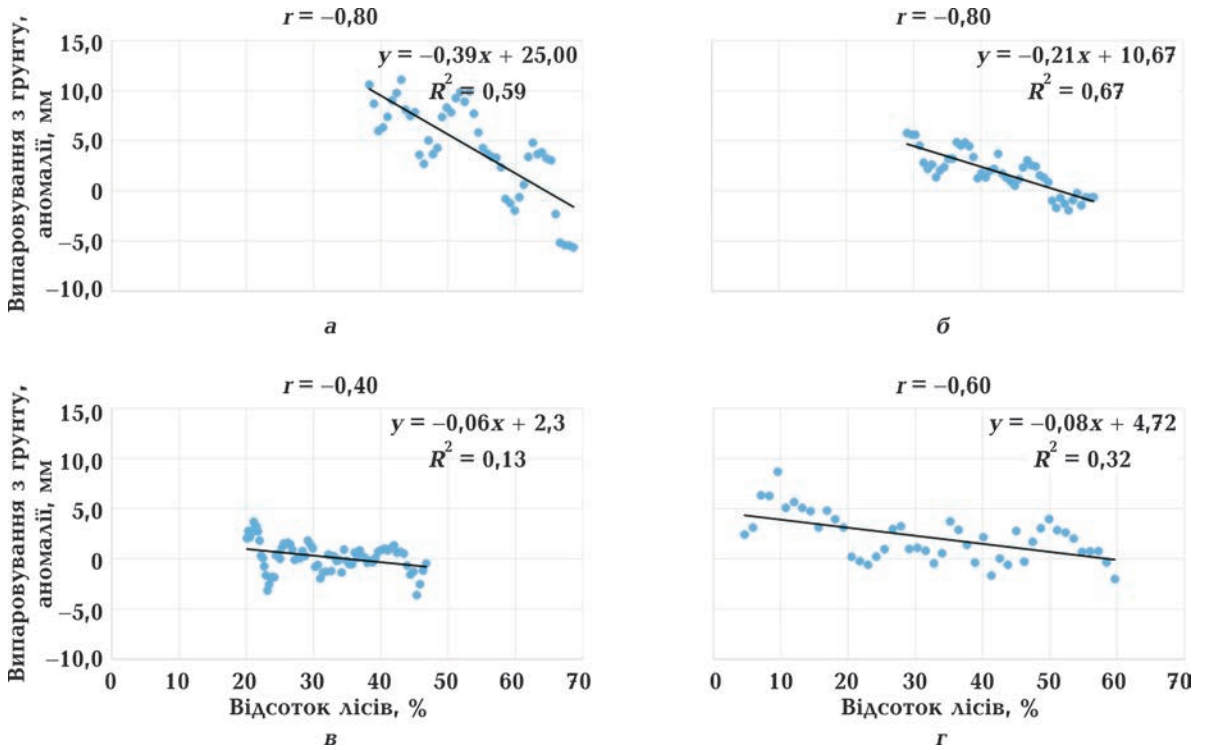 r = –0,80
y = –0,39x + 25,00
R² = 0,59
15,0
10,0
5,0
0
–5,0
–10,0
Випаровування з грунту,
аномалії, мм
а
r = –0,80
y = –0,21x + 10,67
R² = 0,67
б
r = –0,40
y = –0,06x + 2,3
R² = 0,13
15,0
10,0
5,0
0
–5,0
–10,0
Випаровування з грунту,
аномалії, мм
0 10 20 30 40 50 60 70
Відсоток лісів, %
в
r = –0,60
y = –0,08x + 4,72
R² = 0,32
0 10 20 30 40 50 60 70
Відсоток лісів, %
г